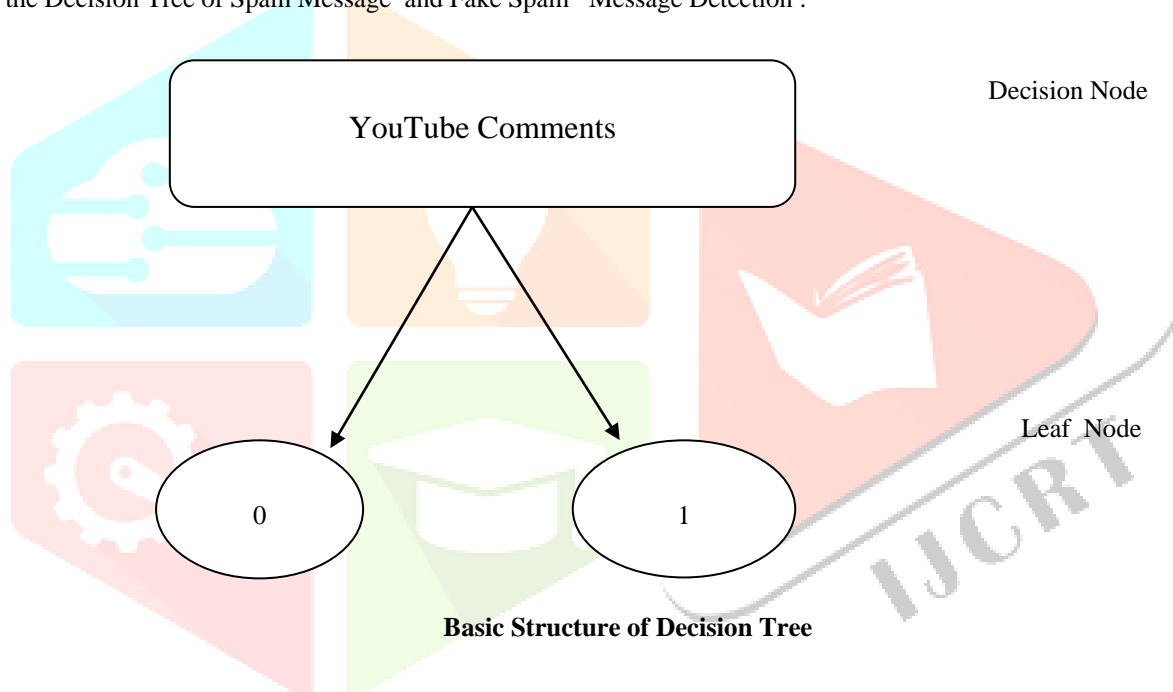 the Decision Tree of Spam Message and Fake Spam Message Detection .
Decision Node
YouTube Comments
Leaf Node
0
1
IJCRT
Basic Structure of Decision Tree